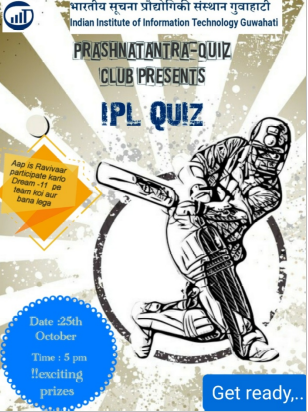 भारतीय सूचना प्रौद्योगिकी संस्थान गुवाहाटी
Indian Institute of Information Technology Guwahati
PRASHNATANTRA-QUIZ
CLUB PRESENTS
IPL QUIZ
Aap is Ravivaar
participate karlo
Dream -11 pe
team koi aur
bana lega
Date :25th
October
Time : 5 pm
!!exciting
prizes
Get ready,..